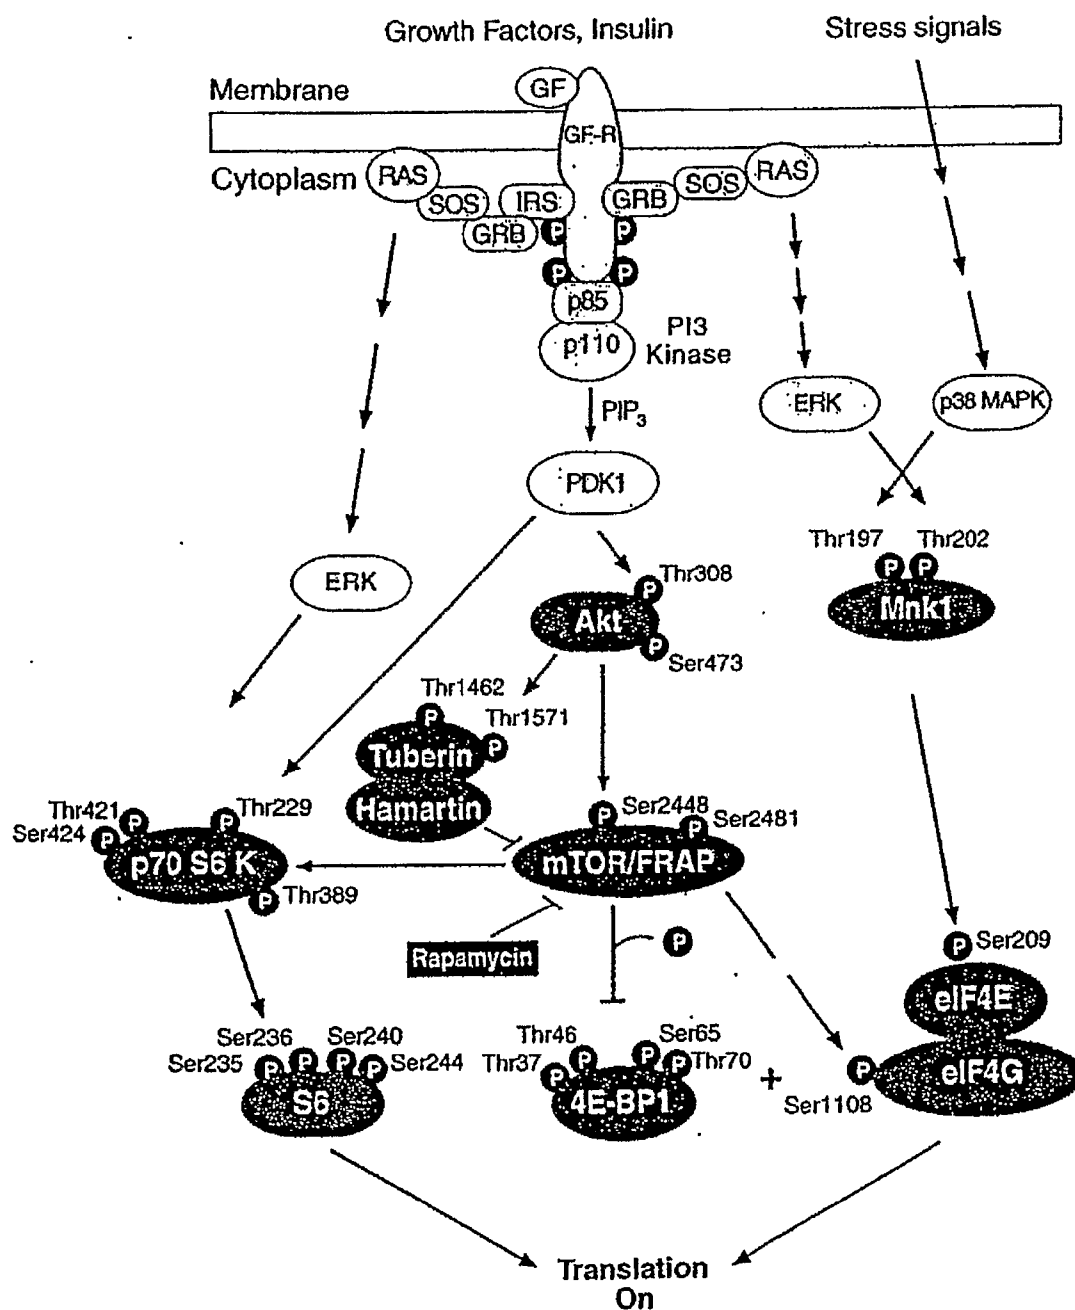 Growth Factors, Insulin
Stress signals
Membrane
GF
GF-R
Cytoplasm
RAS
SOS
IRS
GRB
GRB
SOS
RAS
P
P
P
P
p85
p110
PI3
Kinase
PIP3
ERK
p38 MAPK
PDK1
Thr197
Thr202
P
P
Mnk1
ERK
Thr308
P
Akt
P
Ser473
Thr1462
P
Thr1571
P
Tuberin
Hamartin
Thr421
P
Ser424
P
Thr229
P
p70 S6 K
P
Thr389
Ser2448
P
Ser2481
P
mTOR/FRAP
Rapamycin
P
P
Ser209
eIF4E
eIF4G
P
Ser1108
Ser236
Ser240
Ser235
Ser244
P
P
P
P
S6
Thr46
Ser65
Thr37
Thr70
P
P
P
P
4E-BP1
+
Translation
On